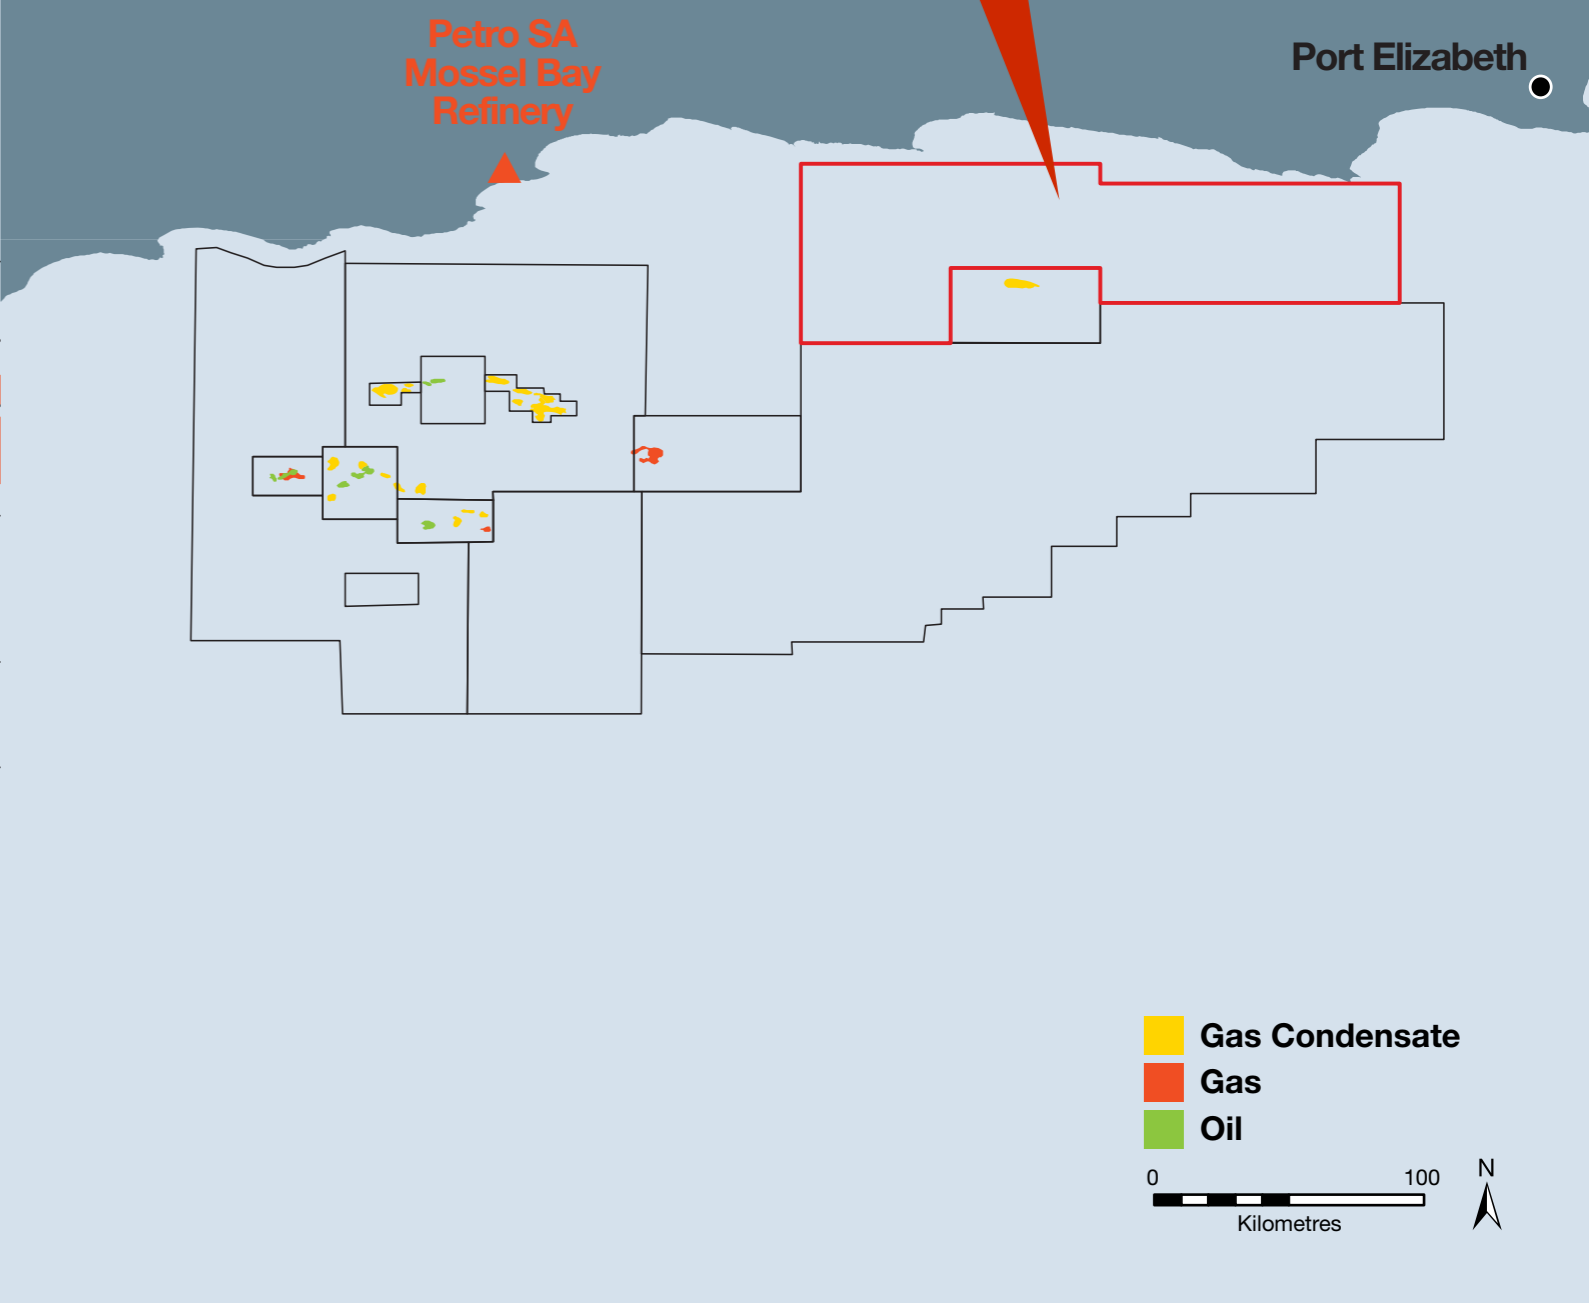 Petro SA
Mossel Bay
Refinery
Port Elizabeth
Gas Condensate
Gas
Oil
0 100
N
Kilometres